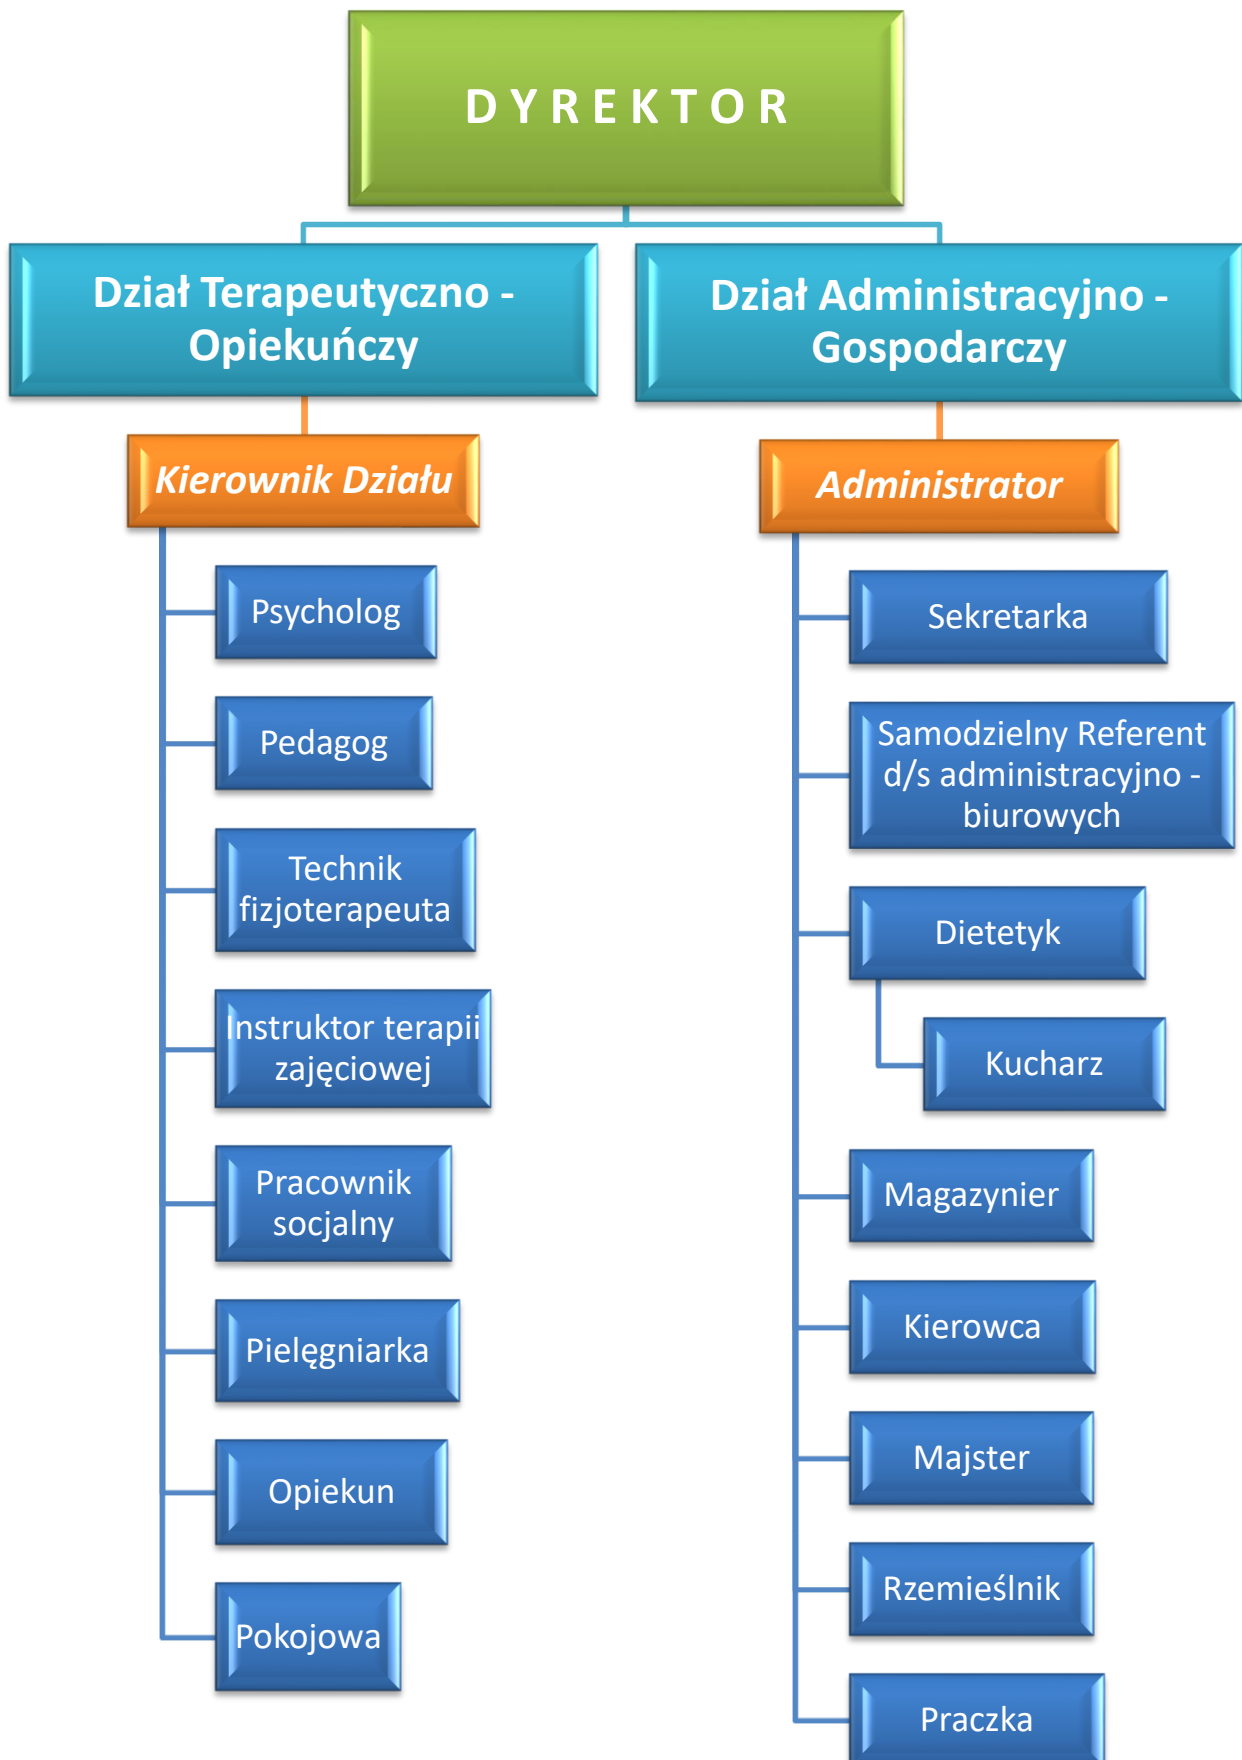 D Y R E K T O R
Dział Terapeutyczno -
Opiekuńczy
Kierownik Działu
Psycholog
Pedagog
Technik
fizjoterapeuta
Instruktor terapii
zajęciowej
Pracownik
socjalny
Pielęgniarka
Opiekun
Pokojowa
Dział Administracyjno -
Gospodarczy
Administrator
Sekretarka
Samodzielny Referent
d/s administracyjno -
biurowych
Dietetyk
Kucharz
Magazynier
Kierowca
Majster
Rzemieślnik
Praczka